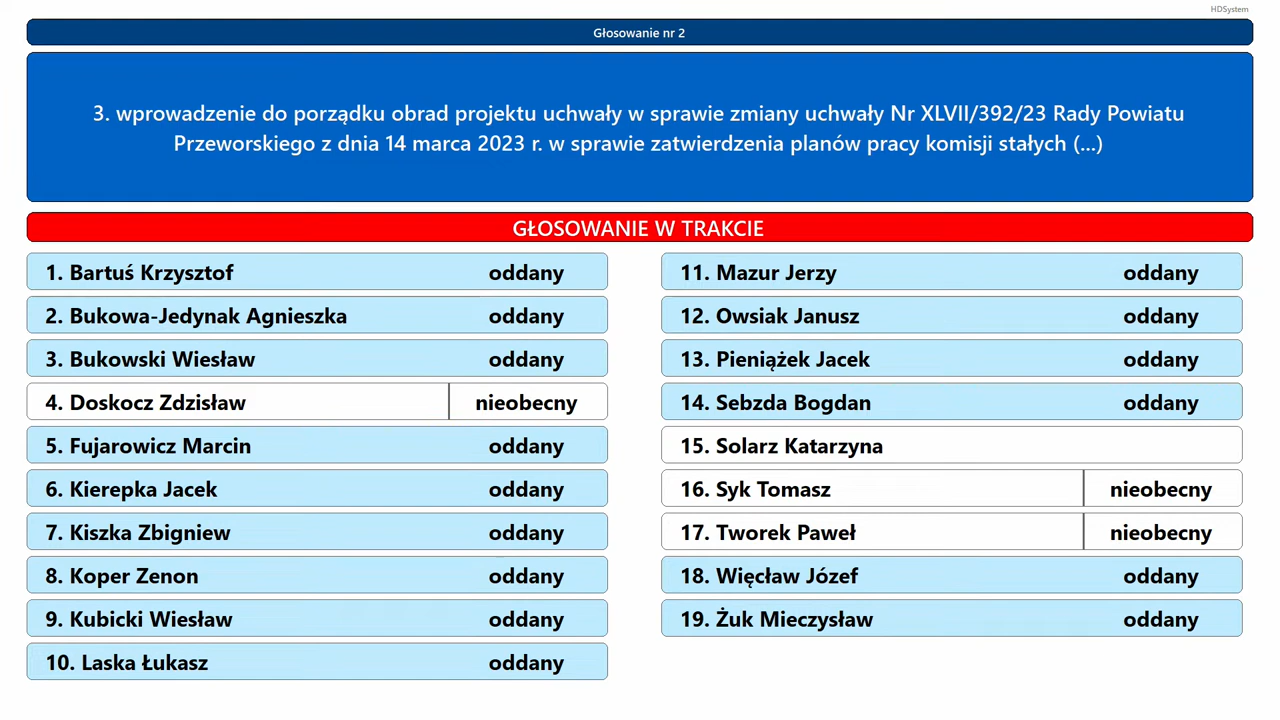 HDSystem
Głosowanie nr 2
3. wprowadzenie do porządku obrad projektu uchwały w sprawie zmiany uchwały Nr XLVII/392/23 Rady Powiatu
Przeworskiego z dnia 14 marca 2023 r. w sprawie zatwierdzenia planów pracy komisji stałych (...)
GŁOSOWANIE W TRAKCIE
1. Bartuś Krzysztof oddany
2. Bukowa-Jedynak Agnieszka oddany
3. Bukowski Wiesław oddany
4. Doskocz Zdzisław nieobecny
5. Fujarowicz Marcin oddany
6. Kierepka Jacek oddany
7. Kiszka Zbigniew oddany
8. Koper Zenon oddany
9. Kubicki Wiesław oddany
10. Laska Łukasz oddany
11. Mazur Jerzy oddany
12. Owsiak Janusz oddany
13. Pieniążek Jacek oddany
14. Sebzda Bogdan oddany
15. Solarz Katarzyna
16. Syk Tomasz nieobecny
17. Tworek Paweł nieobecny
18. Więcław Józef oddany
19. Żuk Mieczysław oddany